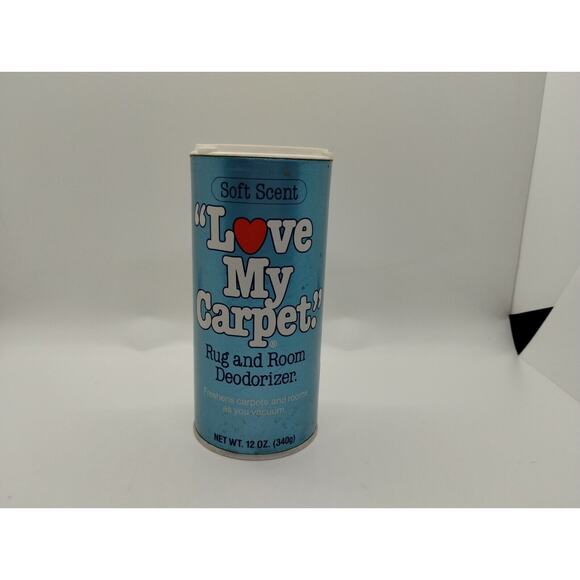 Soft Scent
"Love
My
Carpet."®
Rug and Room
Deodorizer.
Freshens carpets and rooms
as you vacuum.
NET WT. 12 OZ. (340g)